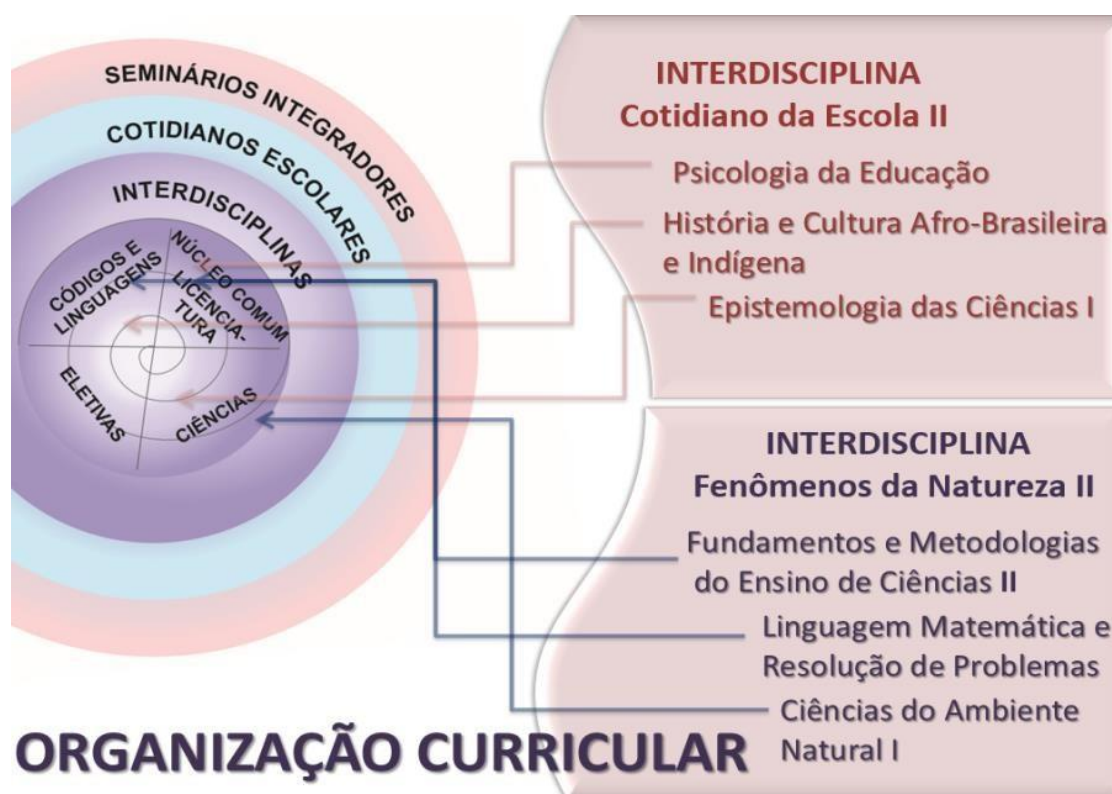 SEMINÁRIOS INTEGRADORES
COTIDIANOS ESCOLARES
INTERDISCIPLINAS
CÓDIGOS E
LINGUAGENS
NÚCLEO COMUM
LICENCIA-
TURA
ELETIVAS
CIÊNCIAS
INTERDISCIPLINA
Cotidiano da Escola II
Psicologia da Educação
História e Cultura Afro-Brasileira
e Indígena
Epistemologia das Ciências I
INTERDISCIPLINA
Fenômenos da Natureza II
Fundamentos e Metodologias
do Ensino de Ciências II
Linguagem Matemática e
Resolução de Problemas
Ciências do Ambiente
Natural I
ORGANIZAÇÃO CURRICULAR